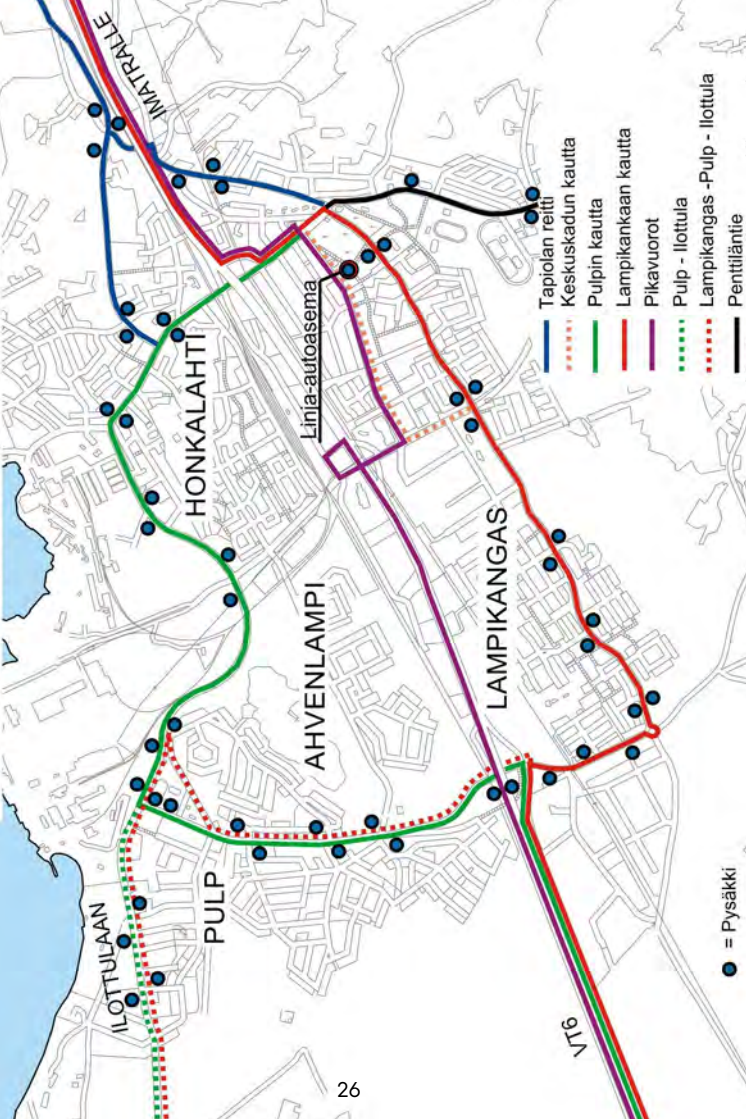 IMATRALLE
HONKALAHTI
Linja-autoasema
AHVENLAMPI
LAMPIKANGAS
PULP
ILOTTULAAN
VT6
Tapiolan reitti
Keskuskadun kautta
Pulpin kautta
Lampikankaan kautta
Pikavuorot
Pulp - Ilottula
Lampikangas -Pulp - Ilottula
Penttiläntie
= Pysäkki
26